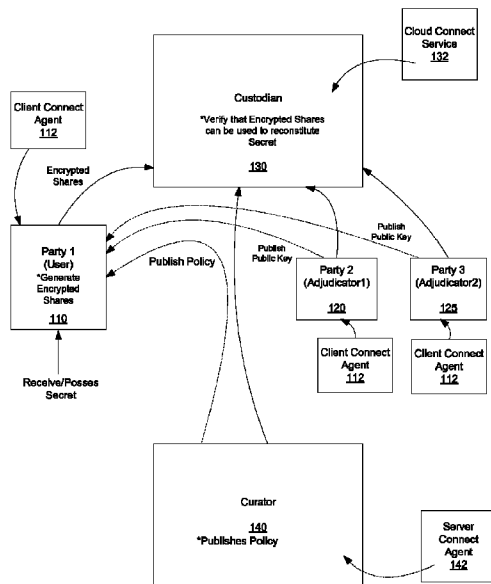 Cloud Connect
Service
132
Custodian
*Verify that Encrypted Shares
can be used to reconstitute
Secret
130
Client Connect
Agent
112
Encrypted
Shares
Party 1
(User)
*Generate
Encrypted
Shares
110
Publish Policy
Publish
Public Key
Publish
Public Key
Party 2
(Adjudicator1)
120
Party 3
(Adjudicator2)
125
Client Connect
Agent
112
Client Connect
Agent
112
Receive/Posses
Secret
Curator
140
*Publishes Policy
Server
Connect
Agent
142